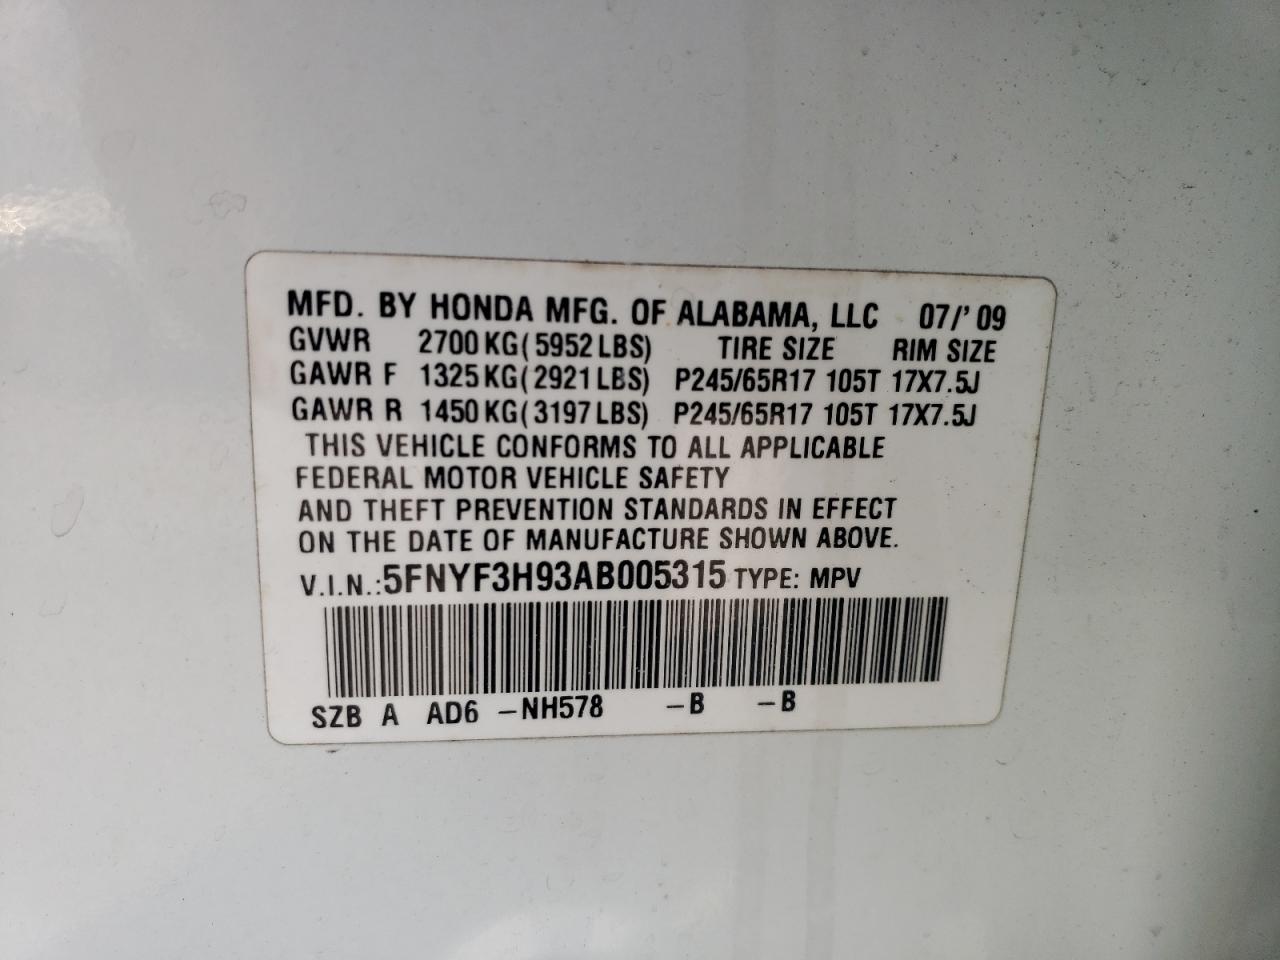 MFD. BY HONDA MFG. OF ALABAMA, LLC 07/'09
GVWR 2700 KG(5952 LBS) TIRE SIZE RIM SIZE
GAWR F 1325 KG(2921 LBS) P245/65R17 105T 17X7.5J
GAWR R 1450 KG(3197 LBS) P245/65R17 105T 17X7.5J
THIS VEHICLE CONFORMS TO ALL APPLICABLE
FEDERAL MOTOR VEHICLE SAFETY
AND THEFT PREVENTION STANDARDS IN EFFECT
ON THE DATE OF MANUFACTURE SHOWN ABOVE.
V.I.N.:5FNYF3H93AB005315 TYPE: MPV
SZB A AD6 –NH578 –B –B